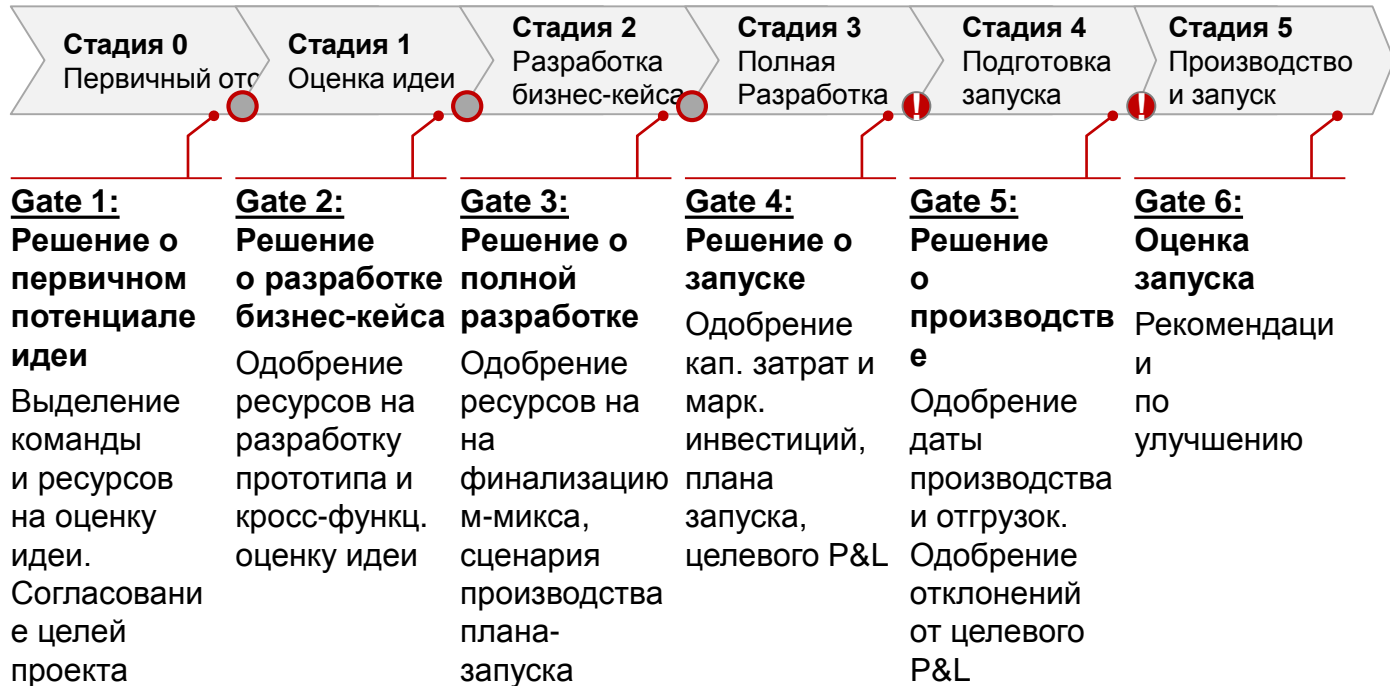 Стадия 0
Первичный отс
Стадия 1
Оценка идеи
Стадия 2
Разработка
бизнес-кейса
Стадия 3
Полная
Разработка
Стадия 4
Подготовка
запуска
Стадия 5
Производство
и запуск
Gate 1:
Решение о
первичном
потенциале
идеи
Выделение
команды
и ресурсов
на оценку
идеи.
Согласовани
е целей
проекта
Gate 2:
Решение
о разработке
бизнес-кейса
Одобрение
ресурсов на
разработку
прототипа и
кросс-функц.
оценку идеи
Gate 3:
Решение о
полной
разработке
Одобрение
ресурсов на
на
финализацию
м-микса,
сценария
производства
плана-
запуска
Gate 4:
Решение о
запуске
Одобрение
кап. затрат и
марк.
инвестиций,
плана
запуска,
целевого P&L
Gate 5:
Решение
о
производств
е
Одобрение
даты
производства
и отгрузок.
Одобрение
отклонений
от целевого
P&L
Gate 6:
Оценка
запуска
Рекомендаци
и
по
улучшению